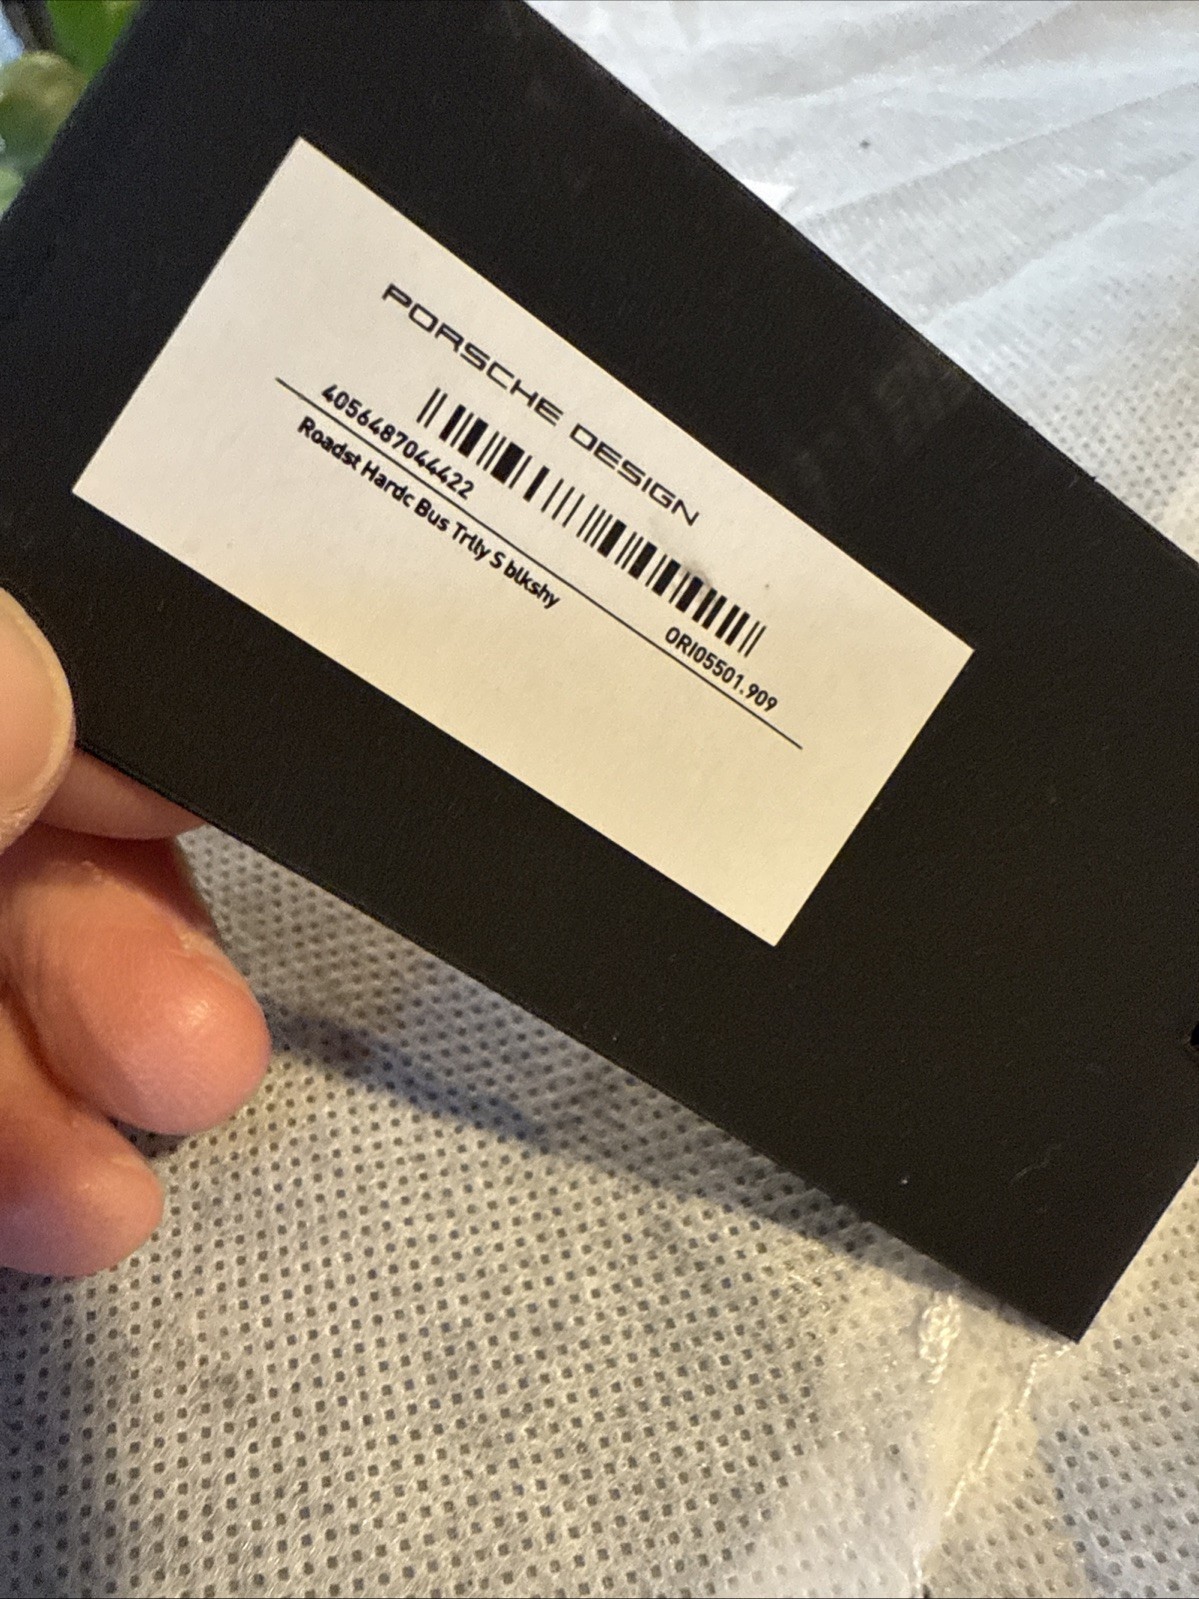 PORSCHE DESIGN
4056487044422 ORI05501.909
Roadst Hardc Bus Trlly S blkshy